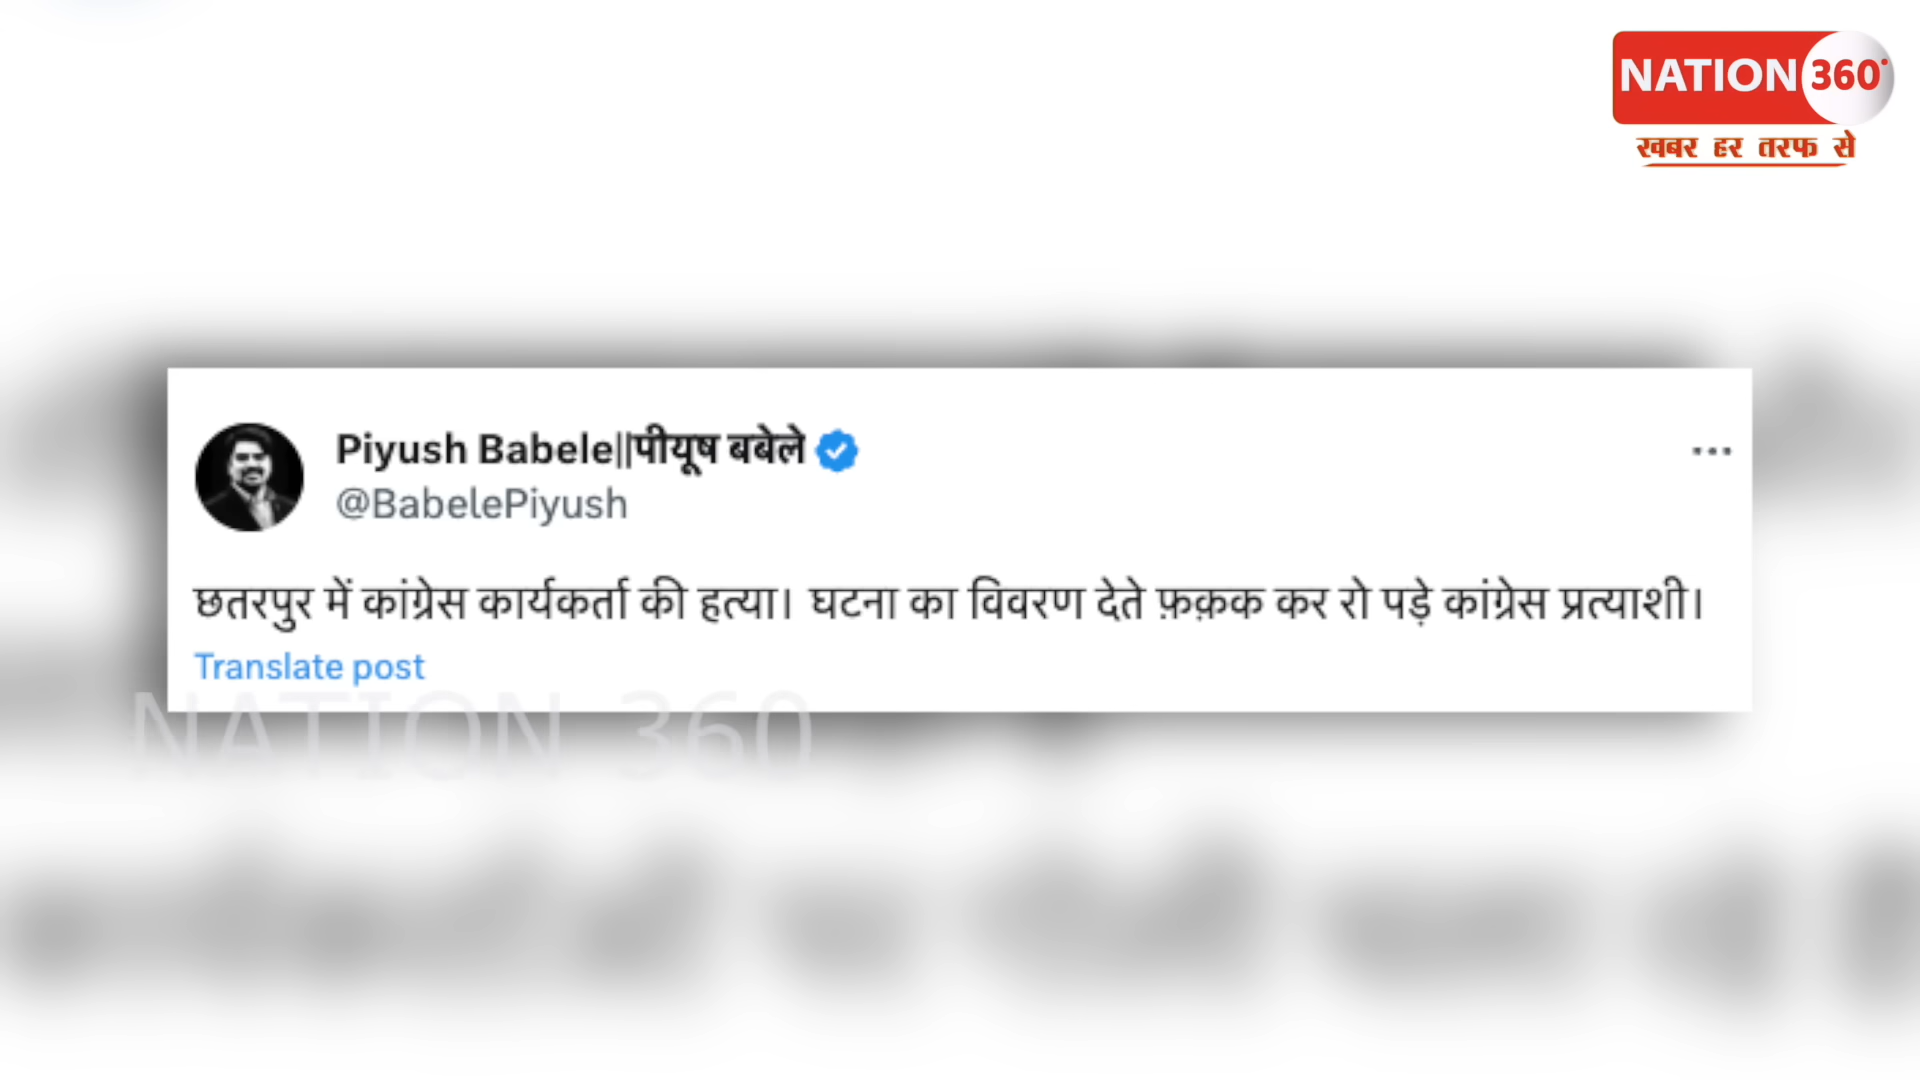 NATION 360°
खबर हर तरफ से
Piyush Babele||पीयूष बबेले
@BabelePiyush
छतरपुर में कांग्रेस कार्यकर्ता की हत्या। घटना का विवरण देते फ़क़क कर रो पड़े कांग्रेस प्रत्याशी।
Translate post
NATION 360